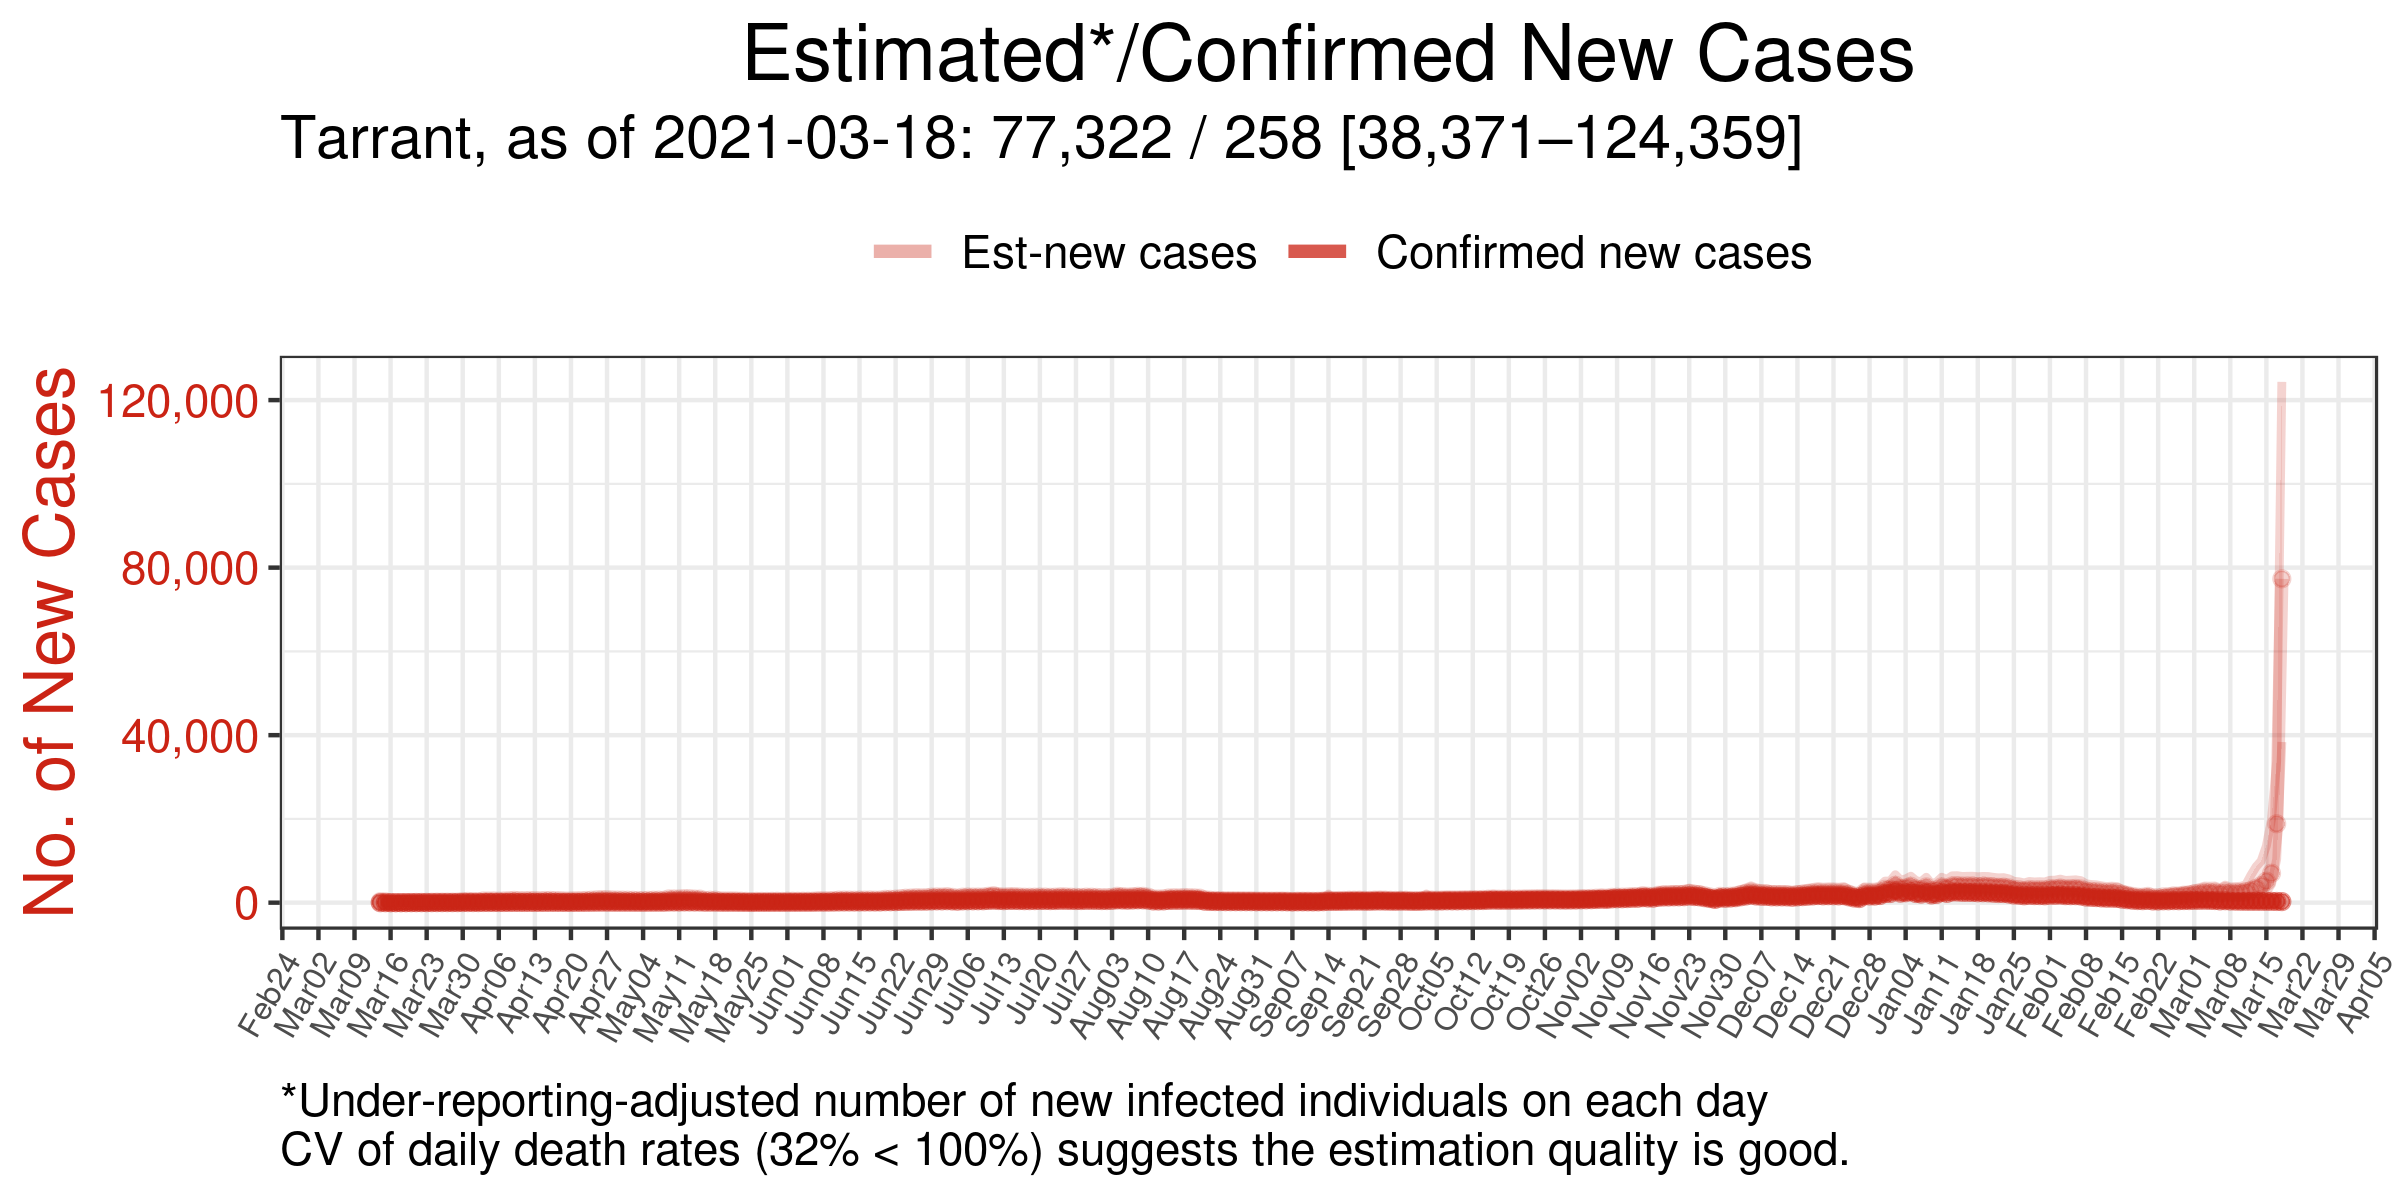 Estimated*/Confirmed New Cases
Tarrant, as of 2021-03-18: 77,322 / 258 [38,371–124,359]
Est-new cases Confirmed new cases
No. of New Cases
120,000
80,000
40,000
0
Feb24 Mar02 Mar09 Mar16 Mar23 Mar30 Apr06 Apr13 Apr20 Apr27 May04 May11 May18 May25 Jun01 Jun08 Jun15 Jun22 Jun29 Jul06 Jul13 Jul20 Jul27 Aug03 Aug10 Aug17 Aug24 Aug31 Sep07 Sep14 Sep21 Sep28 Oct05 Oct12 Oct19 Oct26 Nov02 Nov09 Nov16 Nov23 Nov30 Dec07 Dec14 Dec21 Dec28 Jan04 Jan11 Jan18 Jan25 Feb01 Feb08 Feb15 Feb22 Mar01 Mar08 Mar15 Mar22 Mar29 Apr05
*Under-reporting-adjusted number of new infected individuals on each day
CV of daily death rates (32% < 100%) suggests the estimation quality is good.